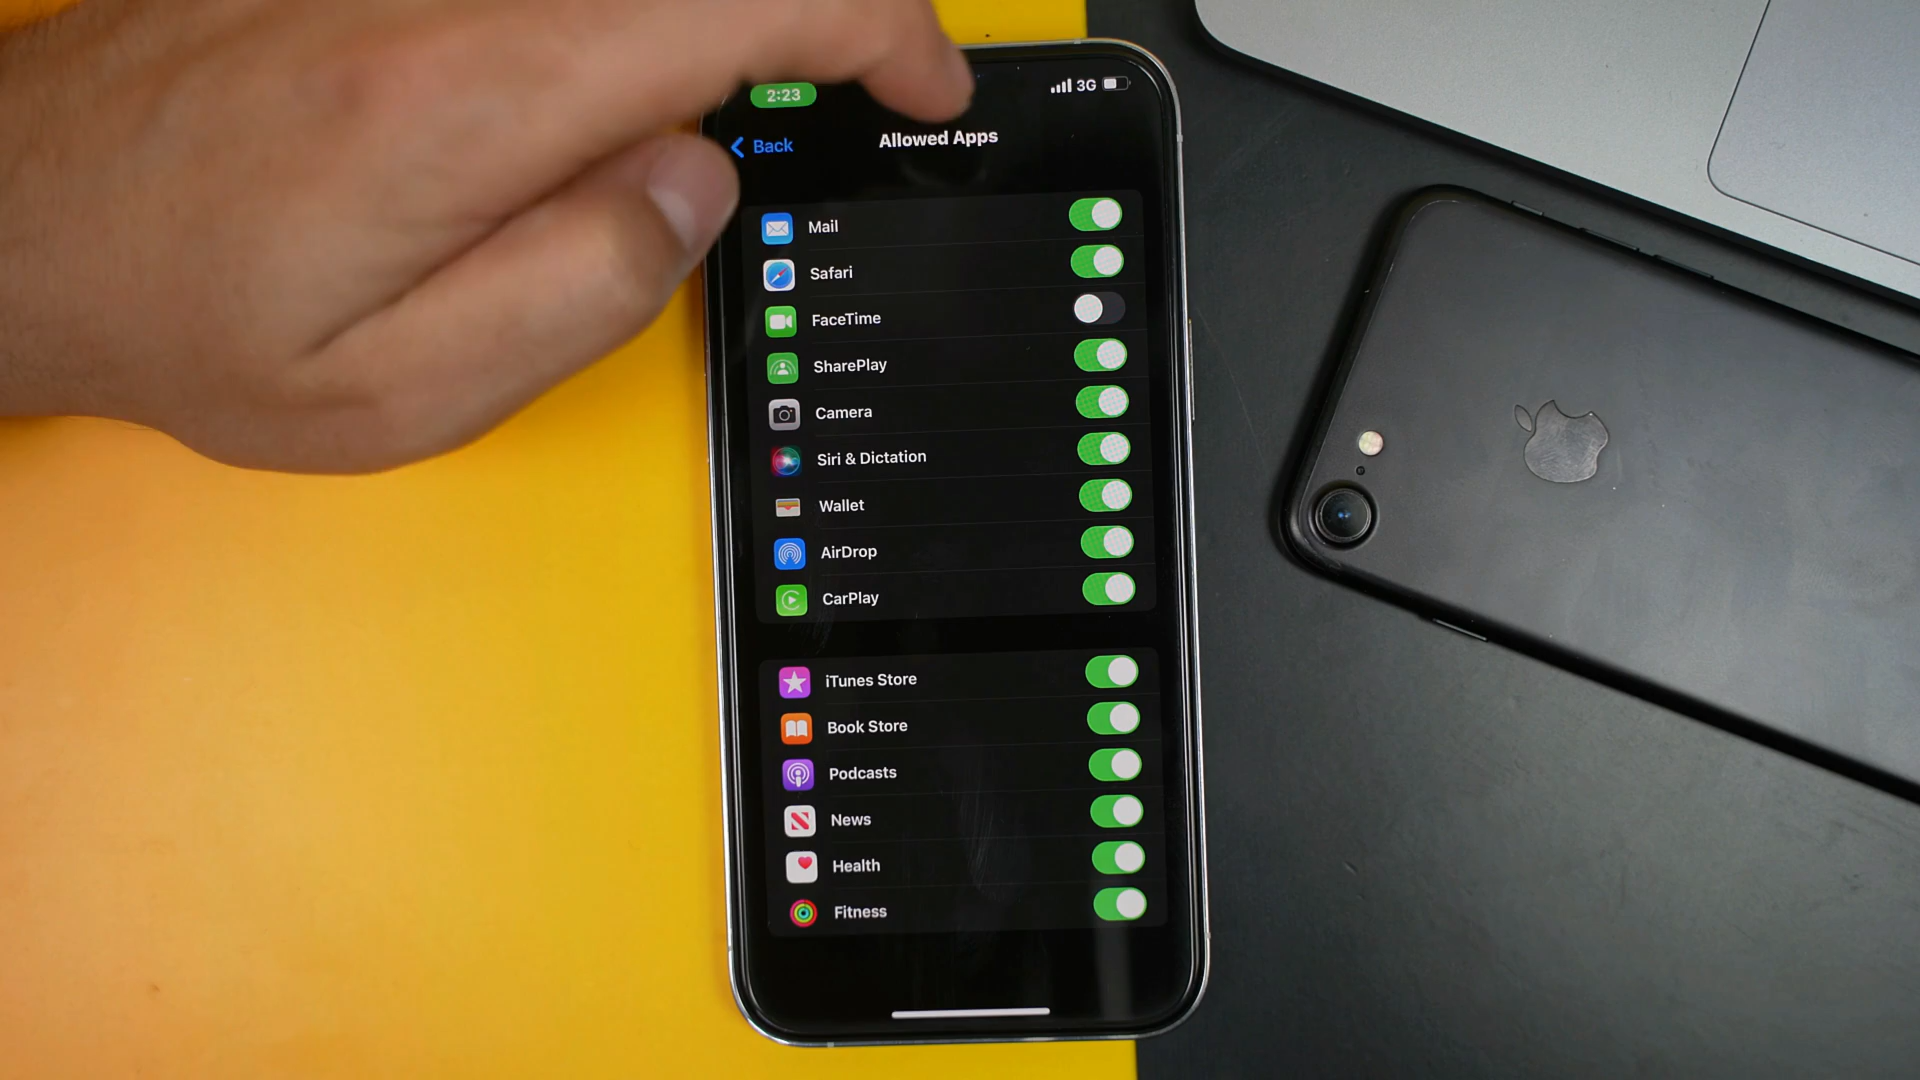 2:23
3G
Back
Allowed Apps
Mail
Safari
FaceTime
SharePlay
Camera
Siri & Dictation
Wallet
AirDrop
CarPlay
iTunes Store
Book Store
Podcasts
News
Health
Fitness